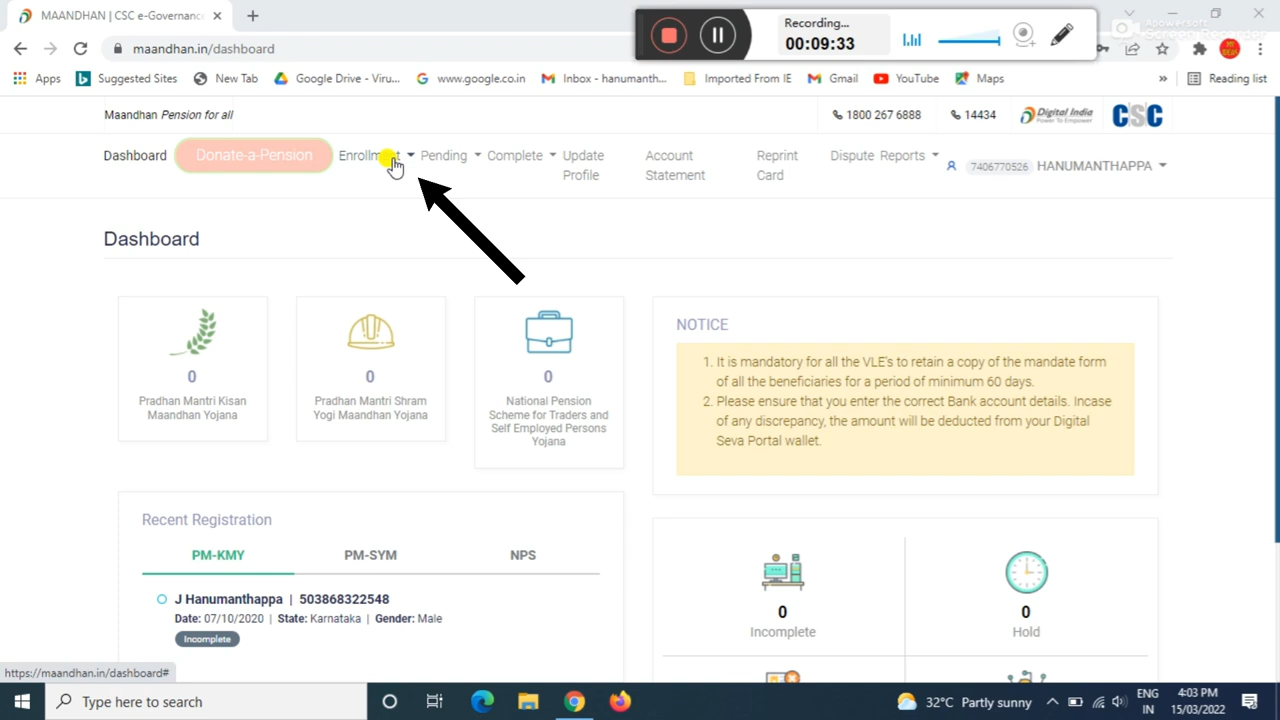 MAANDHAN | CSC e-Governance
Recording...
00:09:33
Apowersoft
Screen Recorder
maandhan.in/dashboard
Apps
Suggested Sites
New Tab
Google Drive - Viru...
www.google.co.in
Inbox - hanumanth...
Imported From IE
Gmail
YouTube
Maps
»
Reading list
Maandhan Pension for all
1800 267 6888
14434
Digital India
Power To Empower
CSC
Dashboard
Donate-a-Pension
Enrollment
Pending
Complete
Update
Profile
Account
Statement
Reprint
Card
Dispute
Reports
7406770526
HANUMANTHAPPA
Dashboard
0
Pradhan Mantri Kisan
Maandhan Yojana
0
Pradhan Mantri Shram
Yogi Maandhan Yojana
0
National Pension
Scheme for Traders and
Self Employed Persons
Yojana
NOTICE
1. It is mandatory for all the VLE's to retain a copy of the mandate form
of all the beneficiaries for a period of minimum 60 days.
2. Please ensure that you enter the correct Bank account details. Incase
of any discrepancy, the amount will be deducted from your Digital
Seva Portal wallet.
Recent Registration
PM-KMY
PM-SYM
NPS
J Hanumanthappa | 503868322548
Date: 07/10/2020 | State: Karnataka | Gender: Male
Incomplete
0
Incomplete
0
Hold
https://maandhan.in/dashboard#
Type here to search
32°C Partly sunny
ENG
IN
4:03 PM
15/03/2022